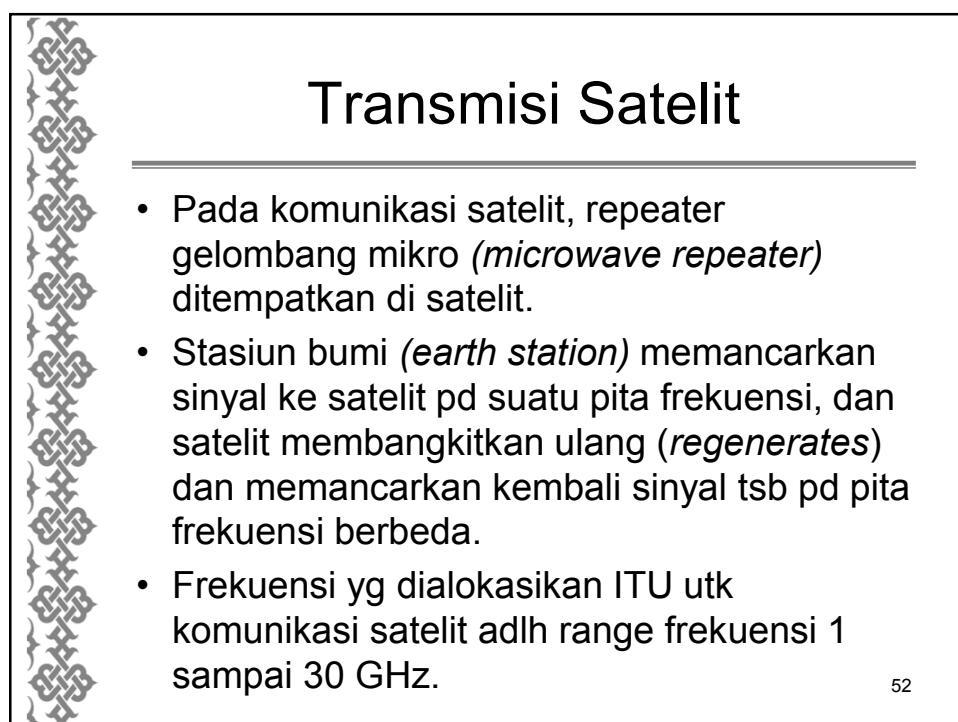 Transmisi Satelit
• Pada komunikasi satelit, repeater
gelombang mikro (microwave repeater)
ditempatkan di satelit.
• Stasiun bumi (earth station) memancarkan
sinyal ke satelit pd suatu pita frekuensi, dan
satelit membangkitkan ulang (regenerates)
dan memancarkan kembali sinyal tsb pd pita
frekuensi berbeda.
• Frekuensi yg dialokasikan ITU utk
komunikasi satelit adlh range frekuensi 1
sampai 30 GHz.
52